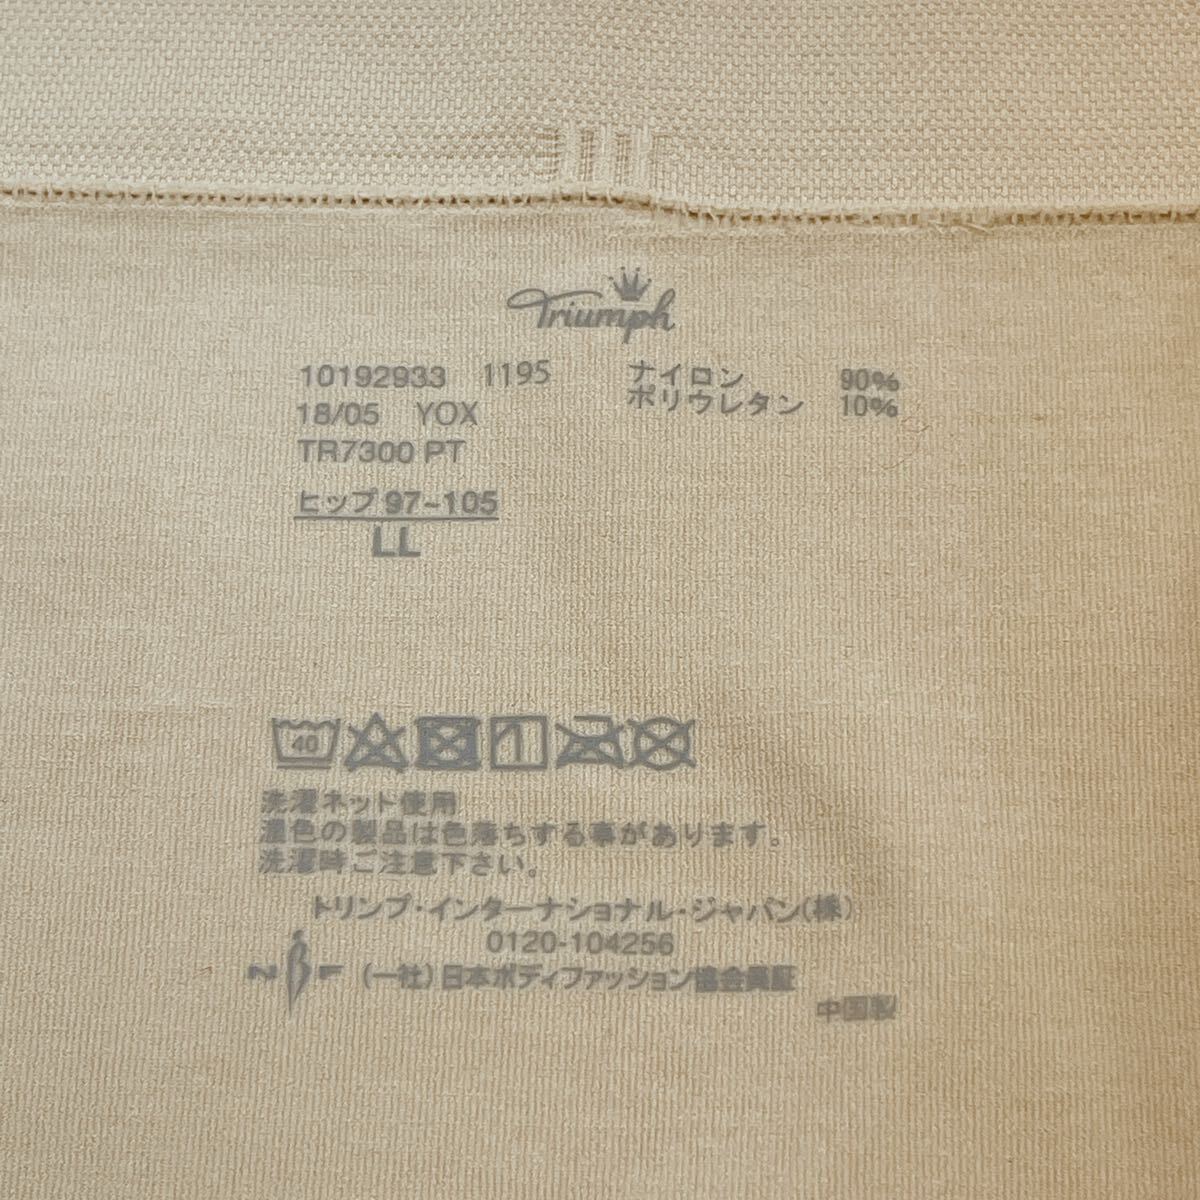 Triumph
10192933 1195
18/05 YOX
TR7300 PT
ヒップ 97~105
LL
ナイロン 90%
ポリウレタン 10%
40
洗濯ネット使用
濃色の製品は色落ちする事があります。
洗濯時ご注意下さい。
トリンプ・インターナショナル・ジャパン(株)
0120-104256
NBF (一社)日本ボディファッション協会会員証
中国製